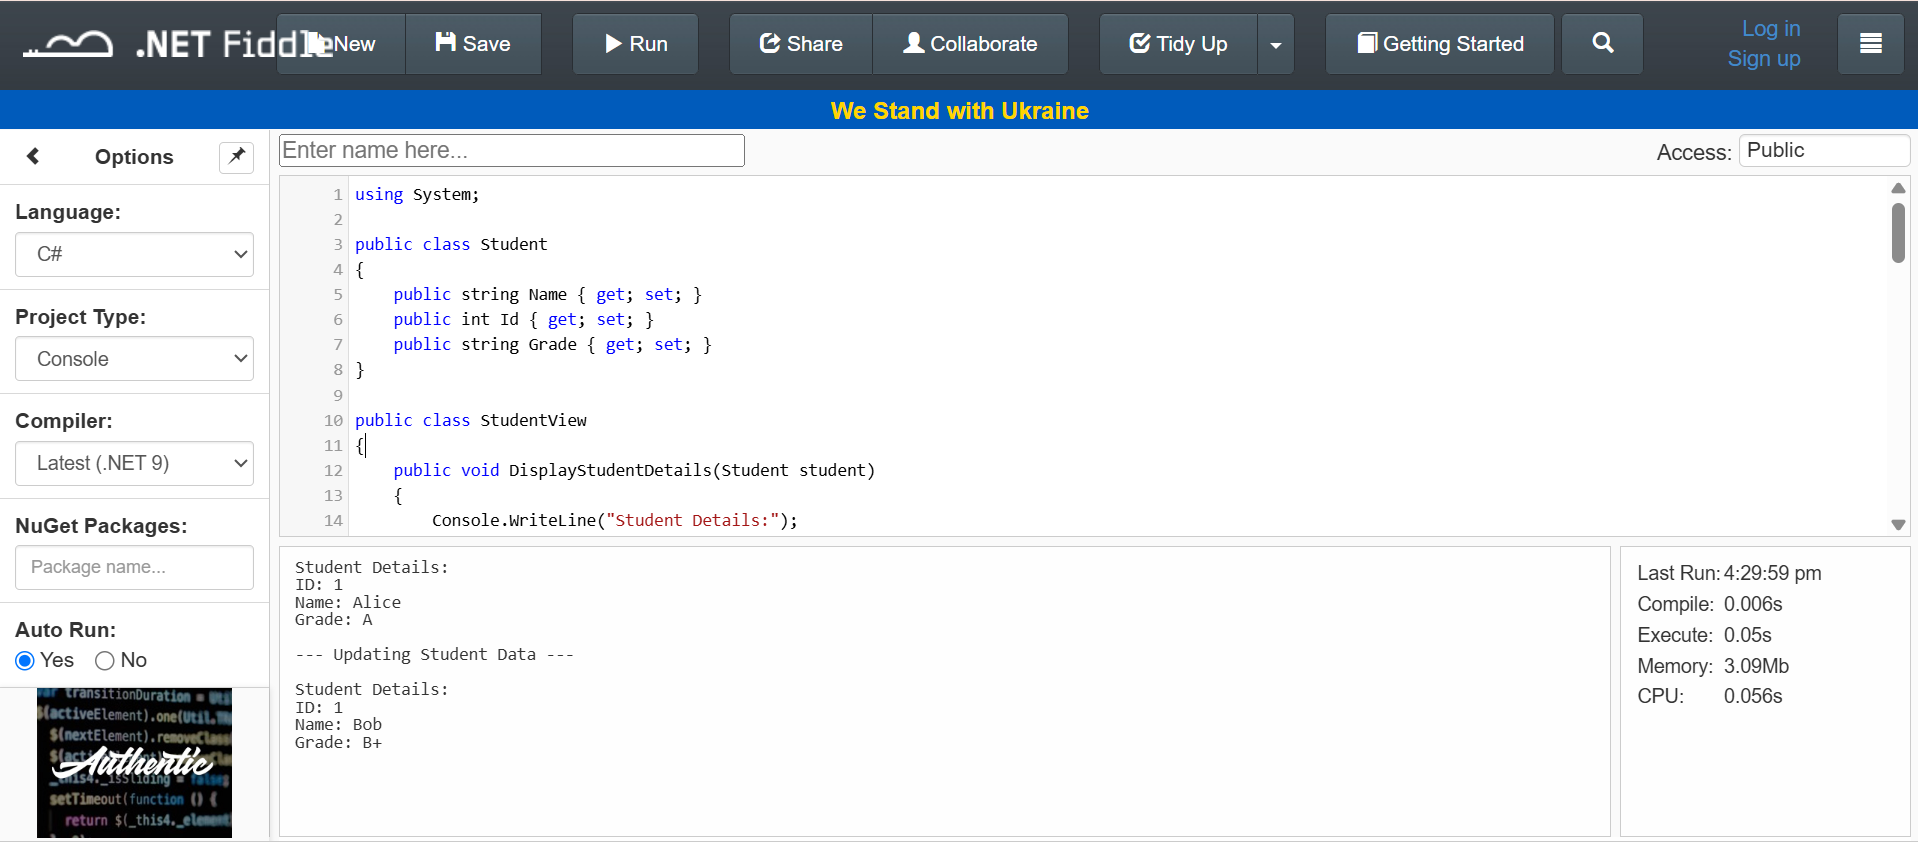 .NET Fiddle New Save Run Share Collaborate Tidy Up Getting Started Log in
Sign up
We Stand with Ukraine
Options
Enter name here...
Access: Public
Language:
C#
Project Type:
Console
Compiler:
Latest (.NET 9)
NuGet Packages:
Package name...
Auto Run:
Yes No
1 using System;
2
3 public class Student
4 {
5 public string Name { get; set; }
6 public int Id { get; set; }
7 public string Grade { get; set; }
8 }
9
10 public class StudentView
11 {
12 public void DisplayStudentDetails(Student student)
13 {
14 Console.WriteLine("Student Details:");
Student Details:
ID: 1
Name: Alice
Grade: A
--- Updating Student Data ---
Student Details:
ID: 1
Name: Bob
Grade: B+
Last Run: 4:29:59 pm
Compile: 0.006s
Execute: 0.05s
Memory: 3.09Mb
CPU: 0.056s
var transitionDuration =
$(activeElement).one(Util.
$(nextElement).removeClass
Authentic
_this4._isSliding = false;
setTimeout(function () {
return $(_this4._element